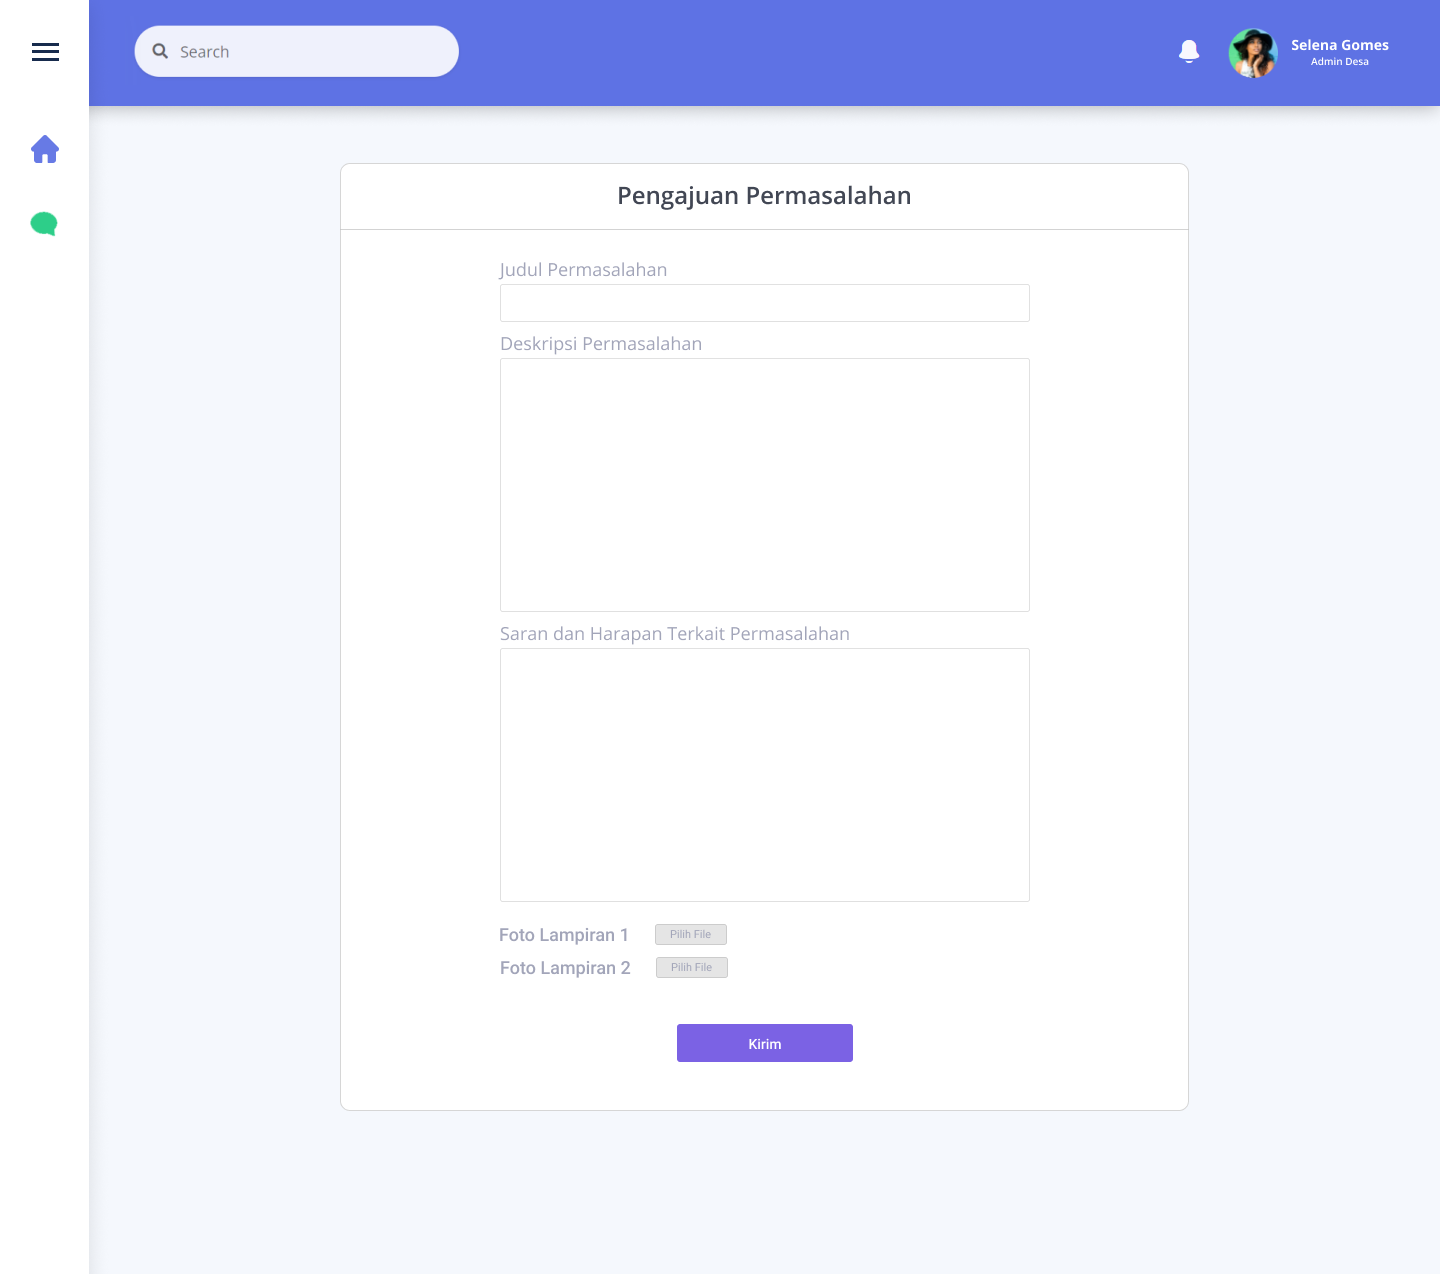 Search
Selena Gomes
Admin Desa
Pengajuan Permasalahan
Judul Permasalahan
Deskripsi Permasalahan
Saran dan Harapan Terkait Permasalahan
Foto Lampiran 1
Pilih File
Foto Lampiran 2
Pilih File
Kirim